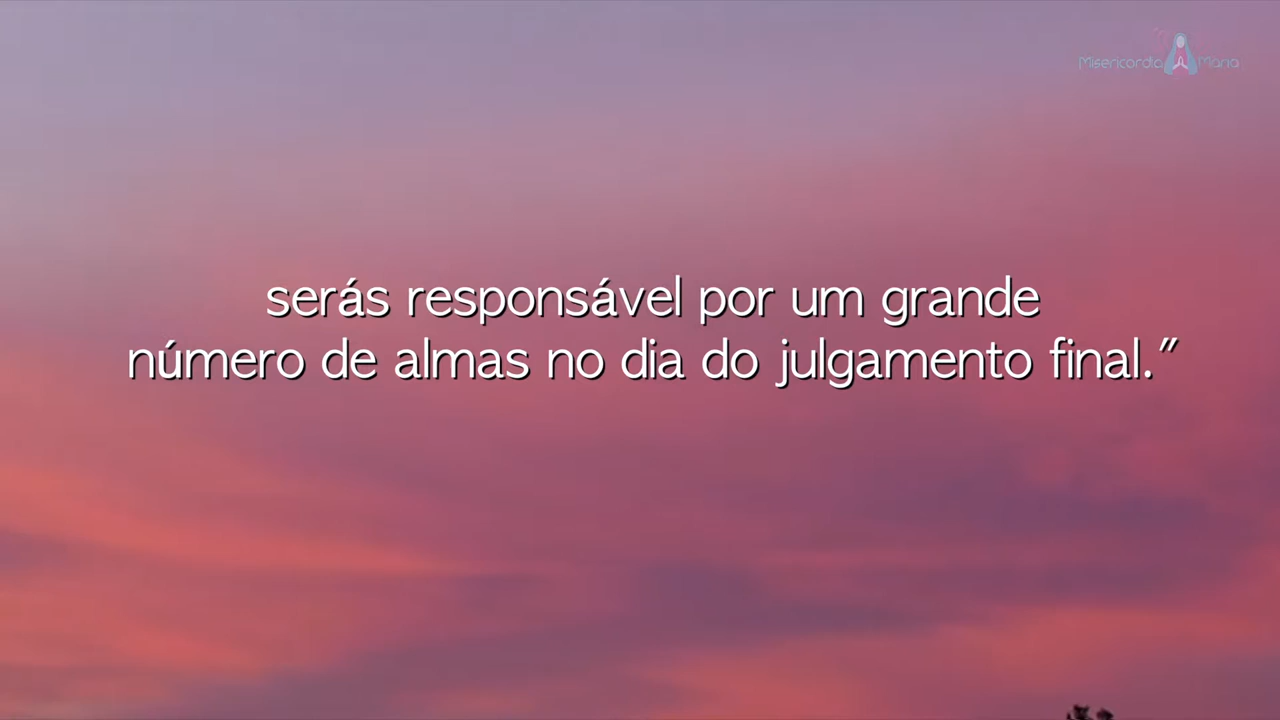 Misericordia Maria
serás responsável por um grande
número de almas no dia do julgamento final.”